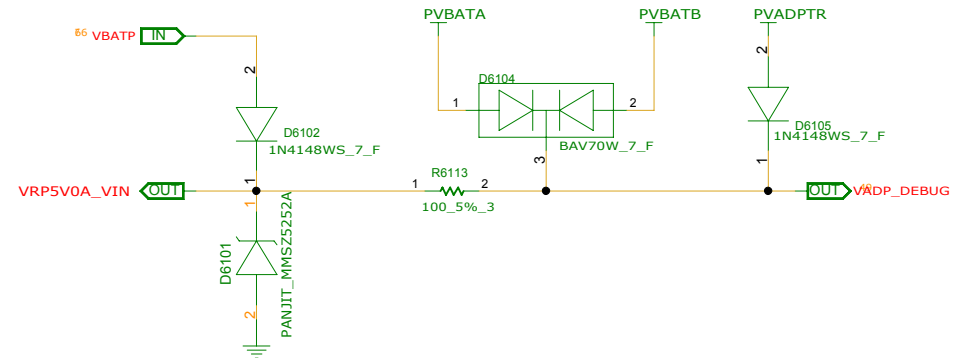 PVBATA
PVBATB
PVADPTR
VBATP
IN
2
2
D6104
1
2
D6102
1N4148WS_7_F
D6105
1N4148WS_7_F
BAV70W_7_F
3
1
1
R6113
VRP5V0A_VIN
OUT
1
2
OUT
VADP_DEBUG
100_5%_3
1
D6101
PANJIT_MMSZ5252A
2